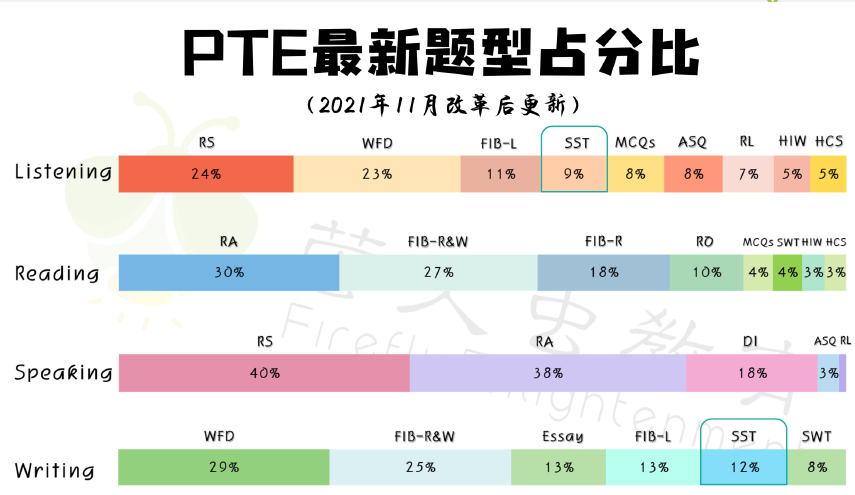 PTE最新题型占分比
(2021年11月改革后更新)
RS WFD FIB-L SST MCQs ASQ RL HIW HCS
Listening 24% 23% 11% 9% 8% 8% 7% 5% 5%
RA FIB-R&W FIB-R RO MCQs SWT HIW HCS
Reading 30% 27% 18% 10% 4% 4% 3% 3%
萤火虫教育
Firefly Enlightenment
RS RA DI ASQ RL
Speaking 40% 38% 18% 3%
WFD FIB-R&W Essay FIB-L SST SWT
Writing 29% 25% 13% 13% 12% 8%